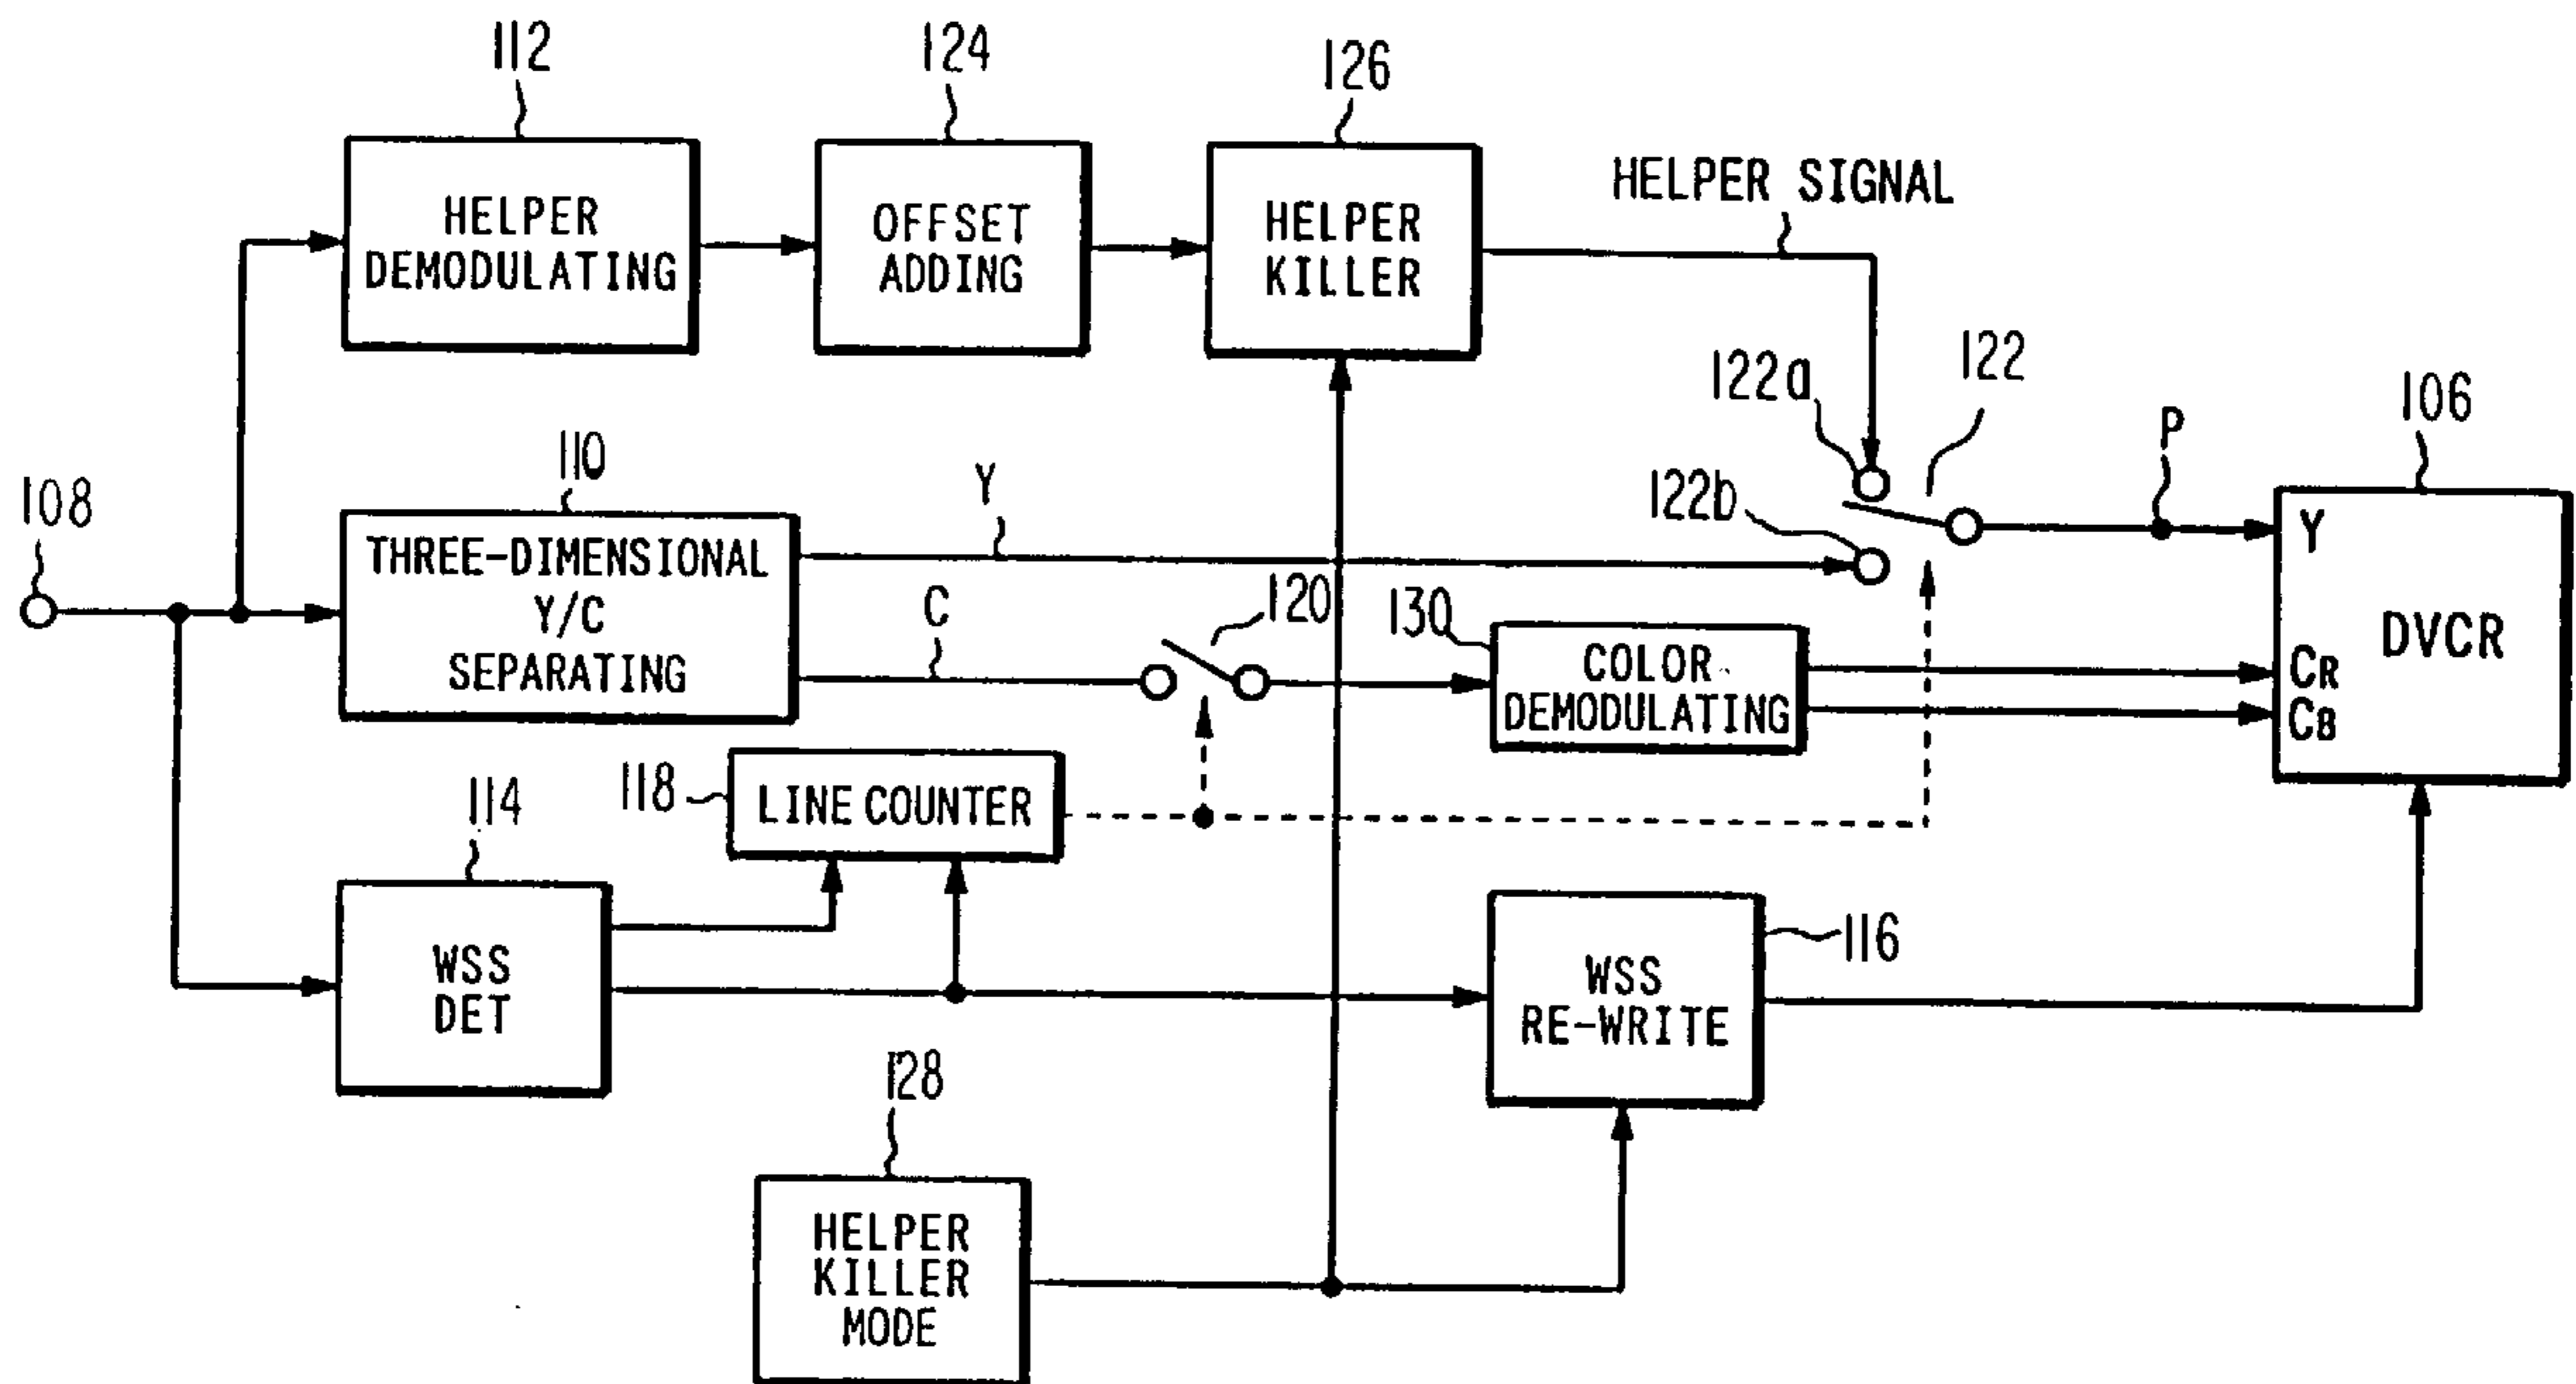 112
124
126
HELPER
DEMODULATING
OFFSET
ADDING
HELPER
KILLER
HELPER SIGNAL
122a
122
106
P
108
110
Y
122b
THREE-DIMENSIONAL
Y/C
SEPARATING
Y
DVCR
CR
CB
C
120
130
COLOR
DEMODULATING
114
118
LINE COUNTER
WSS
DET
116
WSS
RE-WRITE
128
HELPER
KILLER
MODE